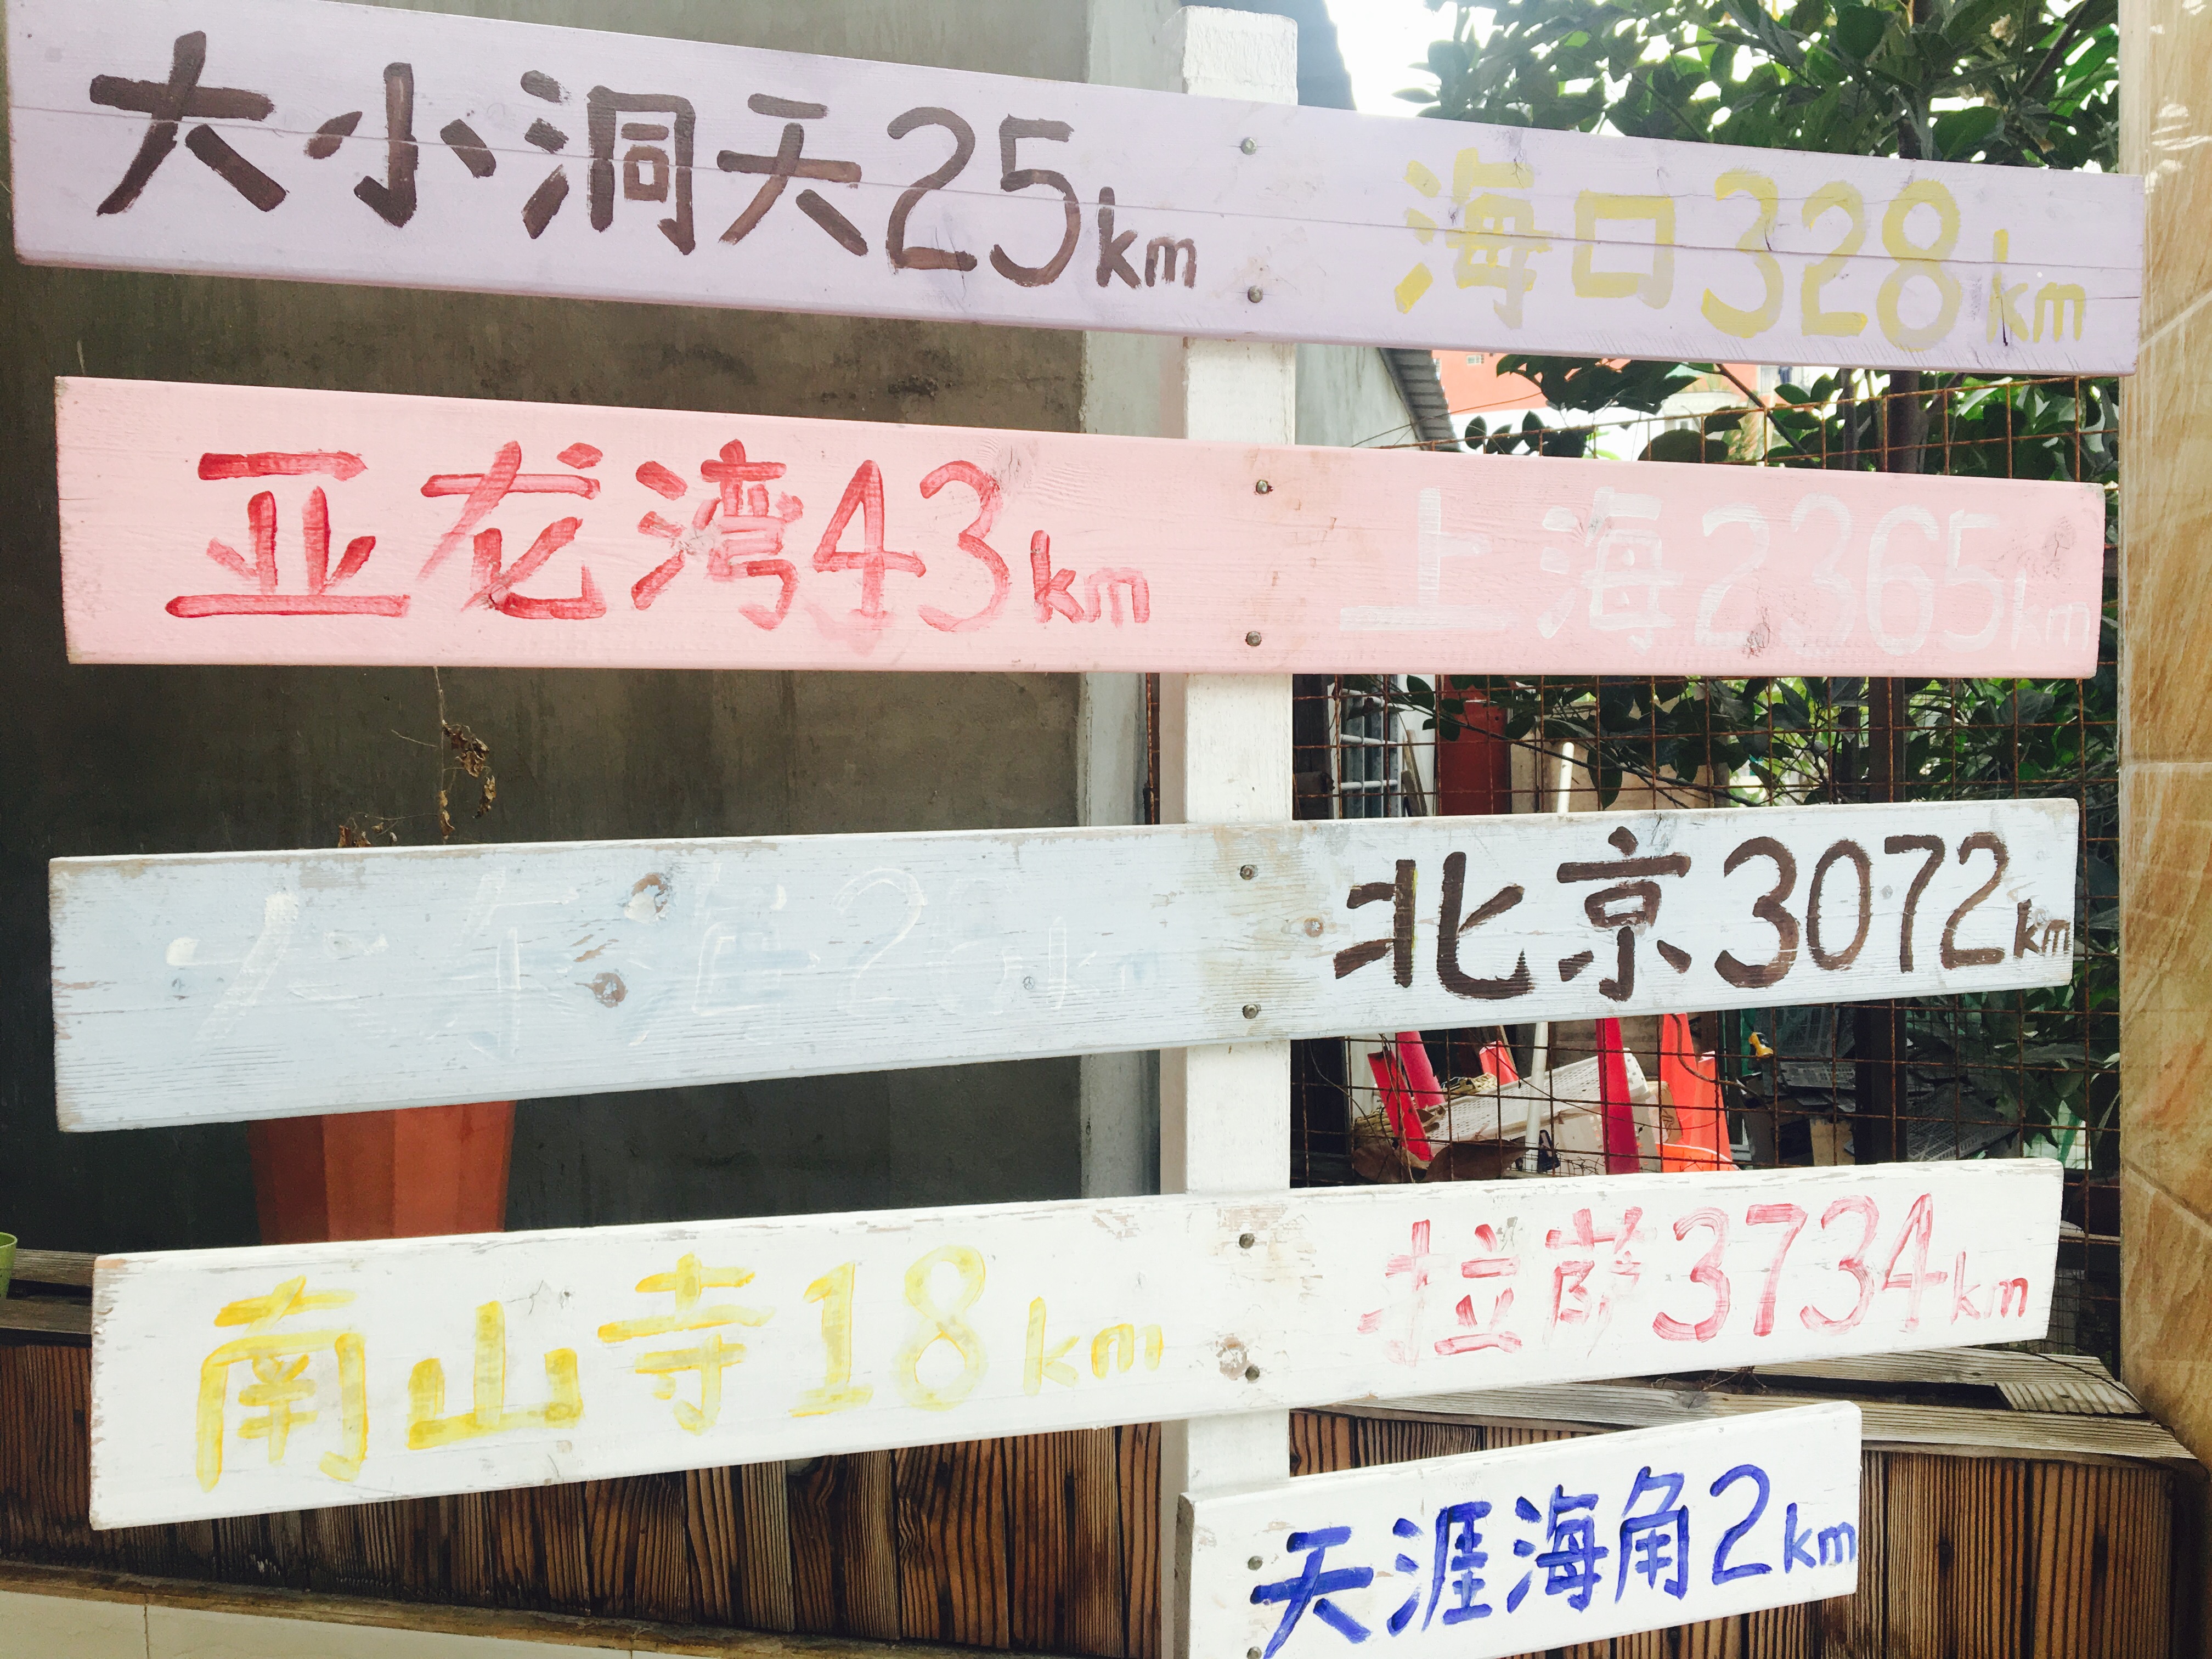 大小洞天25km 海口328km
亚龙湾43km 上海2365km
北京3072km
南山寺18km 拉萨3734km
天涯海角2km